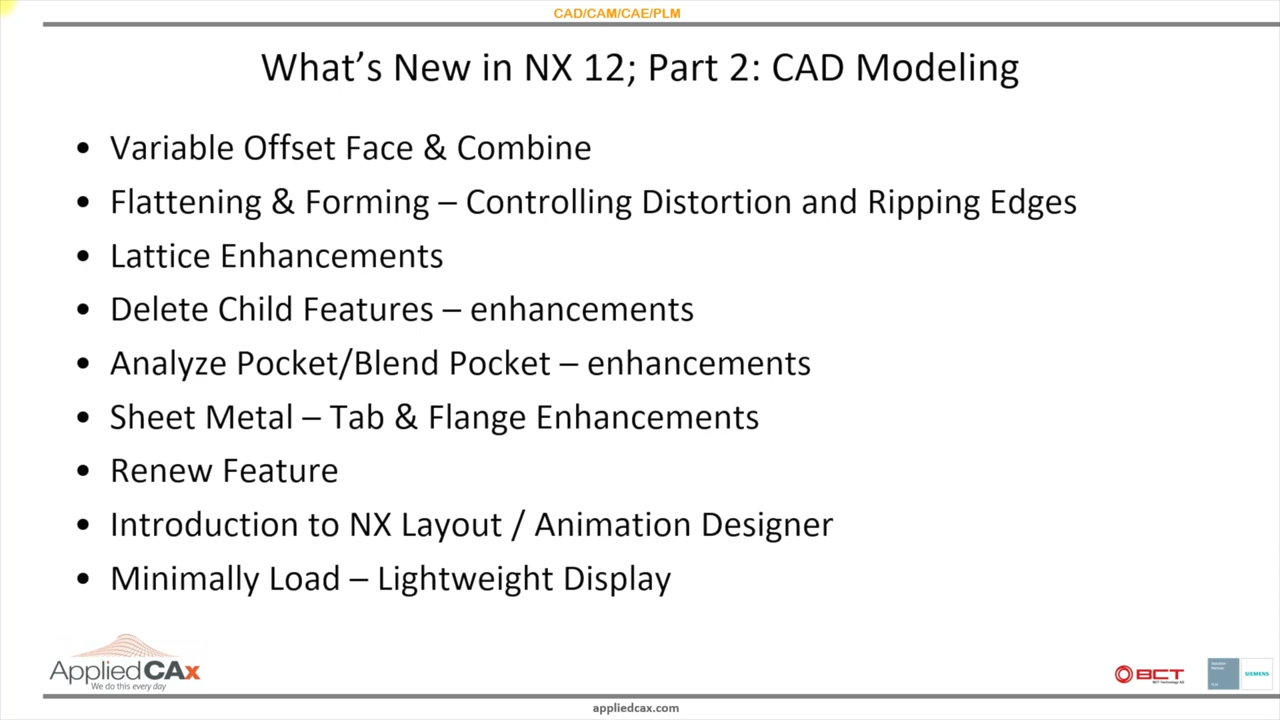 CAD/CAM/CAE/PLM
What’s New in NX 12; Part 2: CAD Modeling
• Variable Offset Face & Combine
• Flattening & Forming – Controlling Distortion and Ripping Edges
• Lattice Enhancements
• Delete Child Features – enhancements
• Analyze Pocket/Blend Pocket – enhancements
• Sheet Metal – Tab & Flange Enhancements
• Renew Feature
• Introduction to NX Layout / Animation Designer
• Minimally Load – Lightweight Display
AppliedCAx
We do this every day
BCT
BCT Technology AG
SIEMENS
appliedcax.com